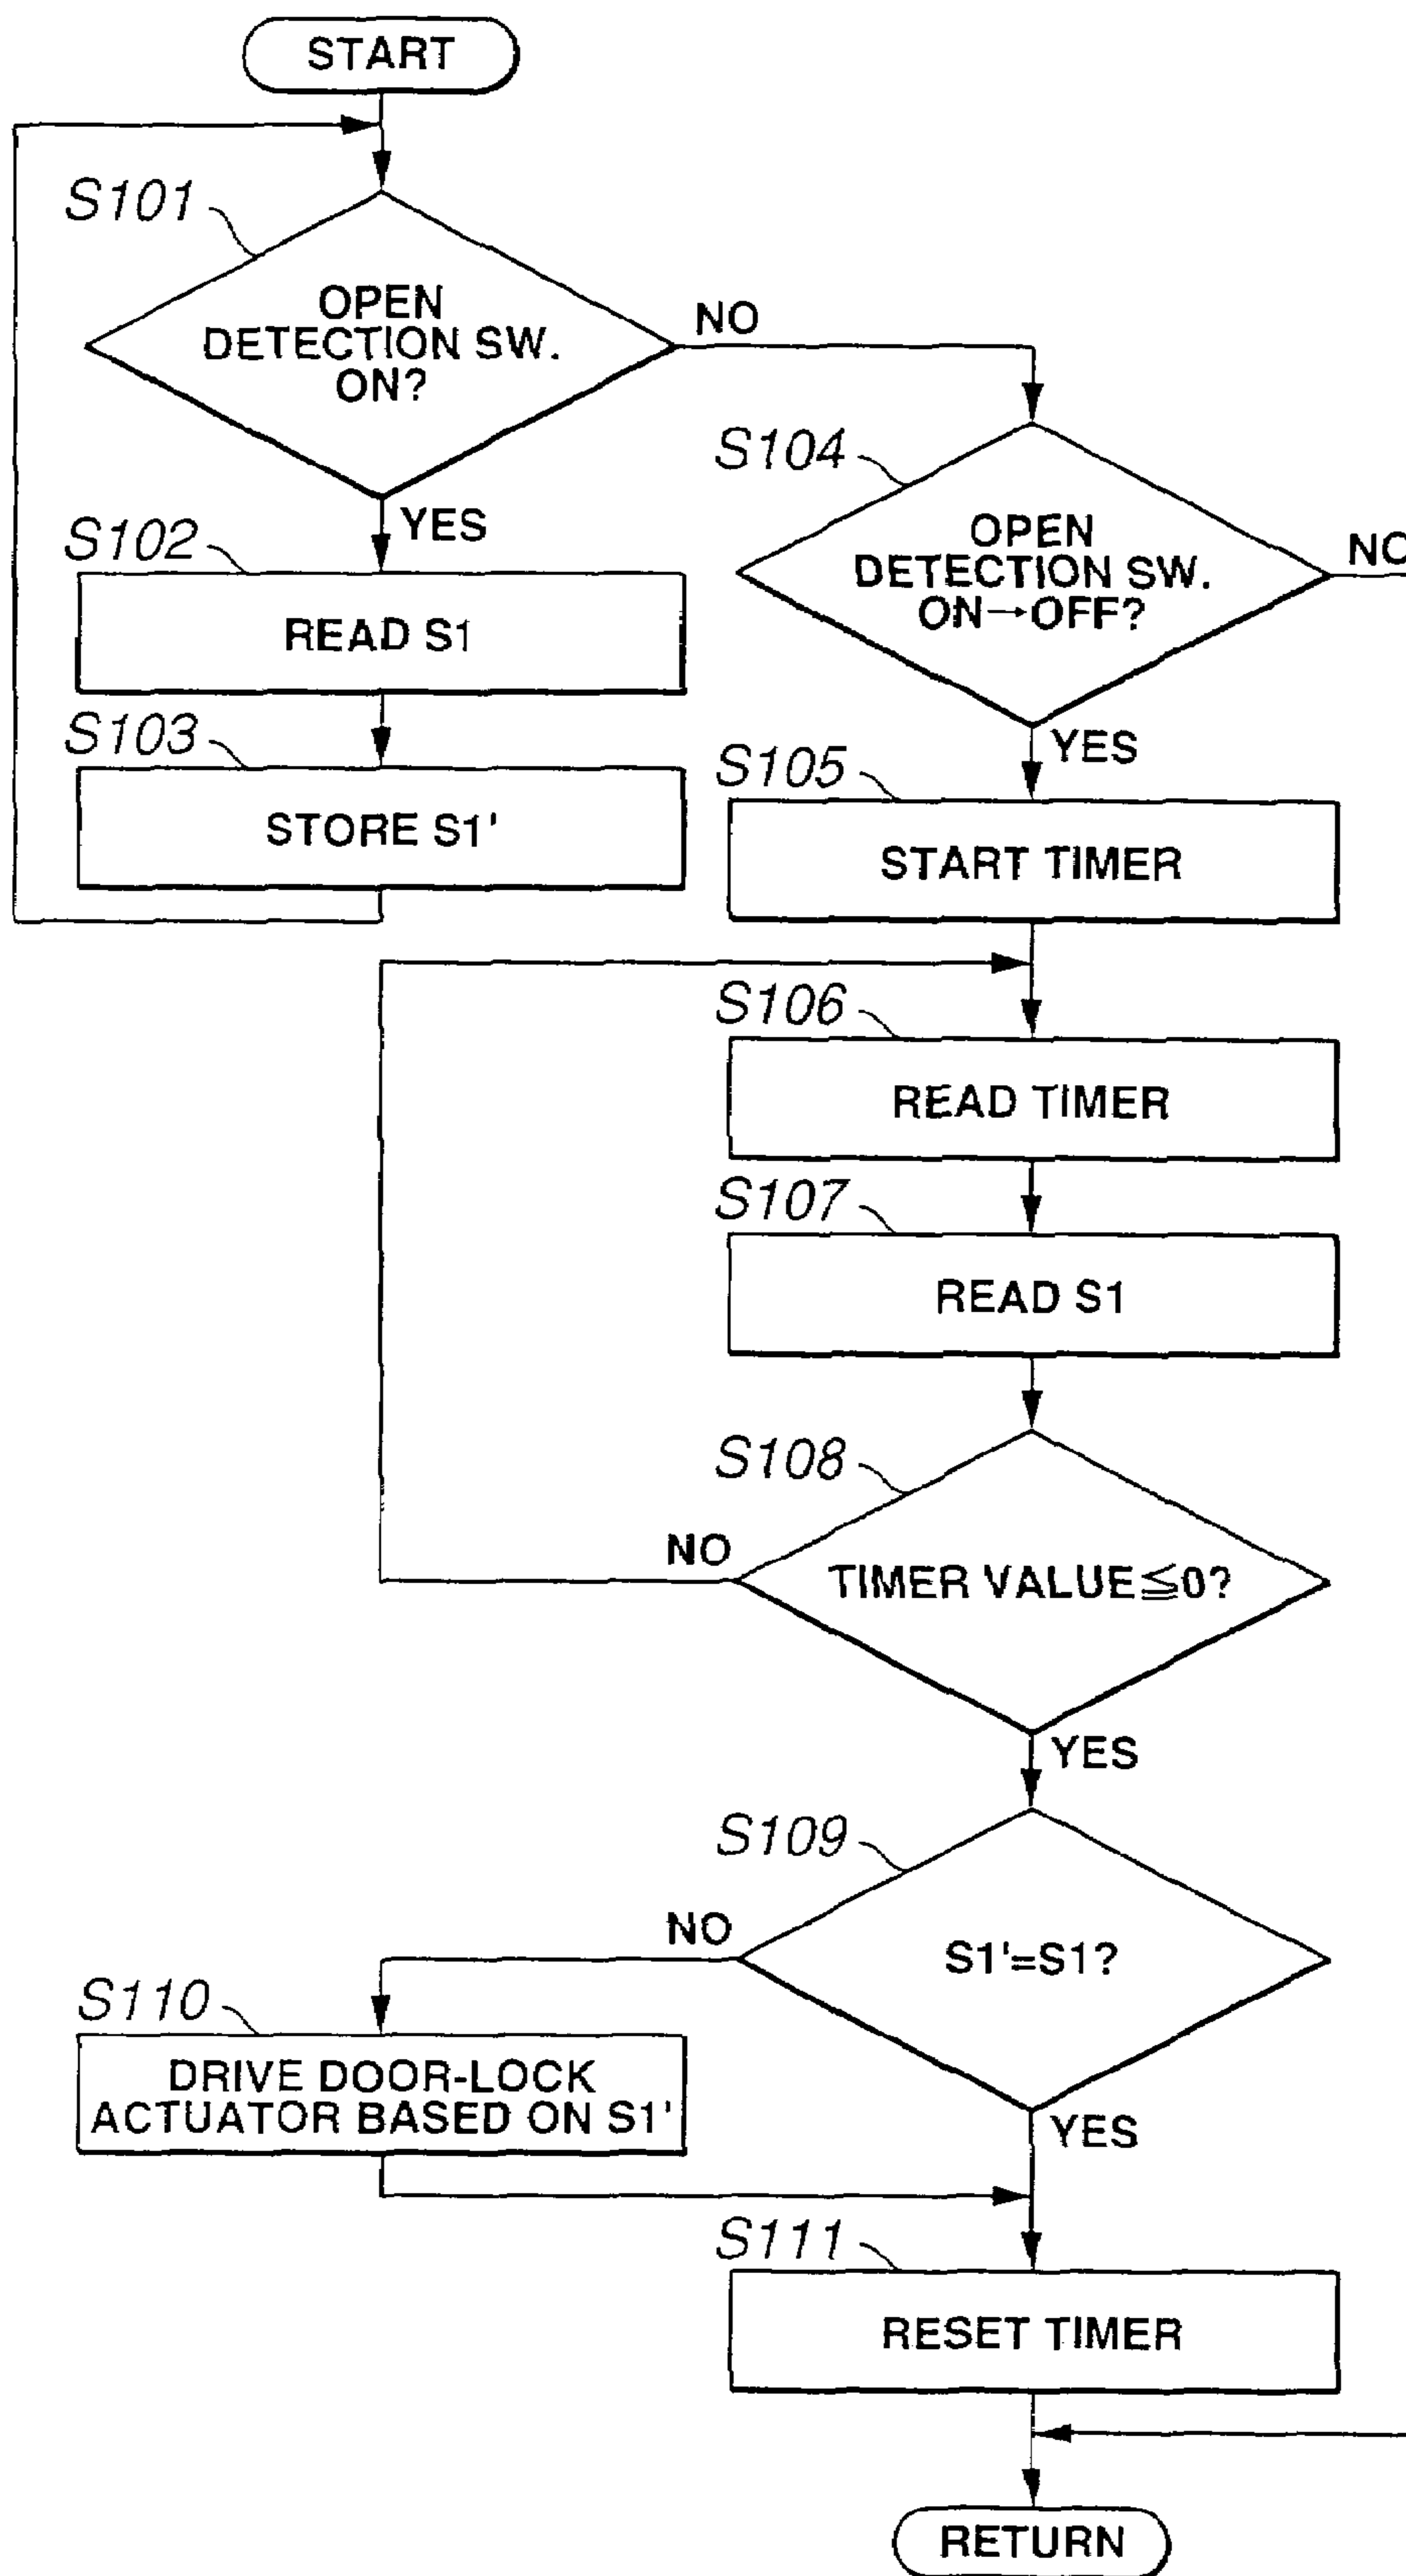 START
S101
OPEN
DETECTION SW.
ON?
NO
YES
S102
READ S1
S103
STORE S1'
S104
OPEN
DETECTION SW.
ON→OFF?
NO
YES
S105
START TIMER
S106
READ TIMER
S107
READ S1
S108
TIMER VALUE≦0?
NO
YES
S109
S1'=S1?
NO
YES
S110
DRIVE DOOR-LOCK
ACTUATOR BASED ON S1'
S111
RESET TIMER
RETURN